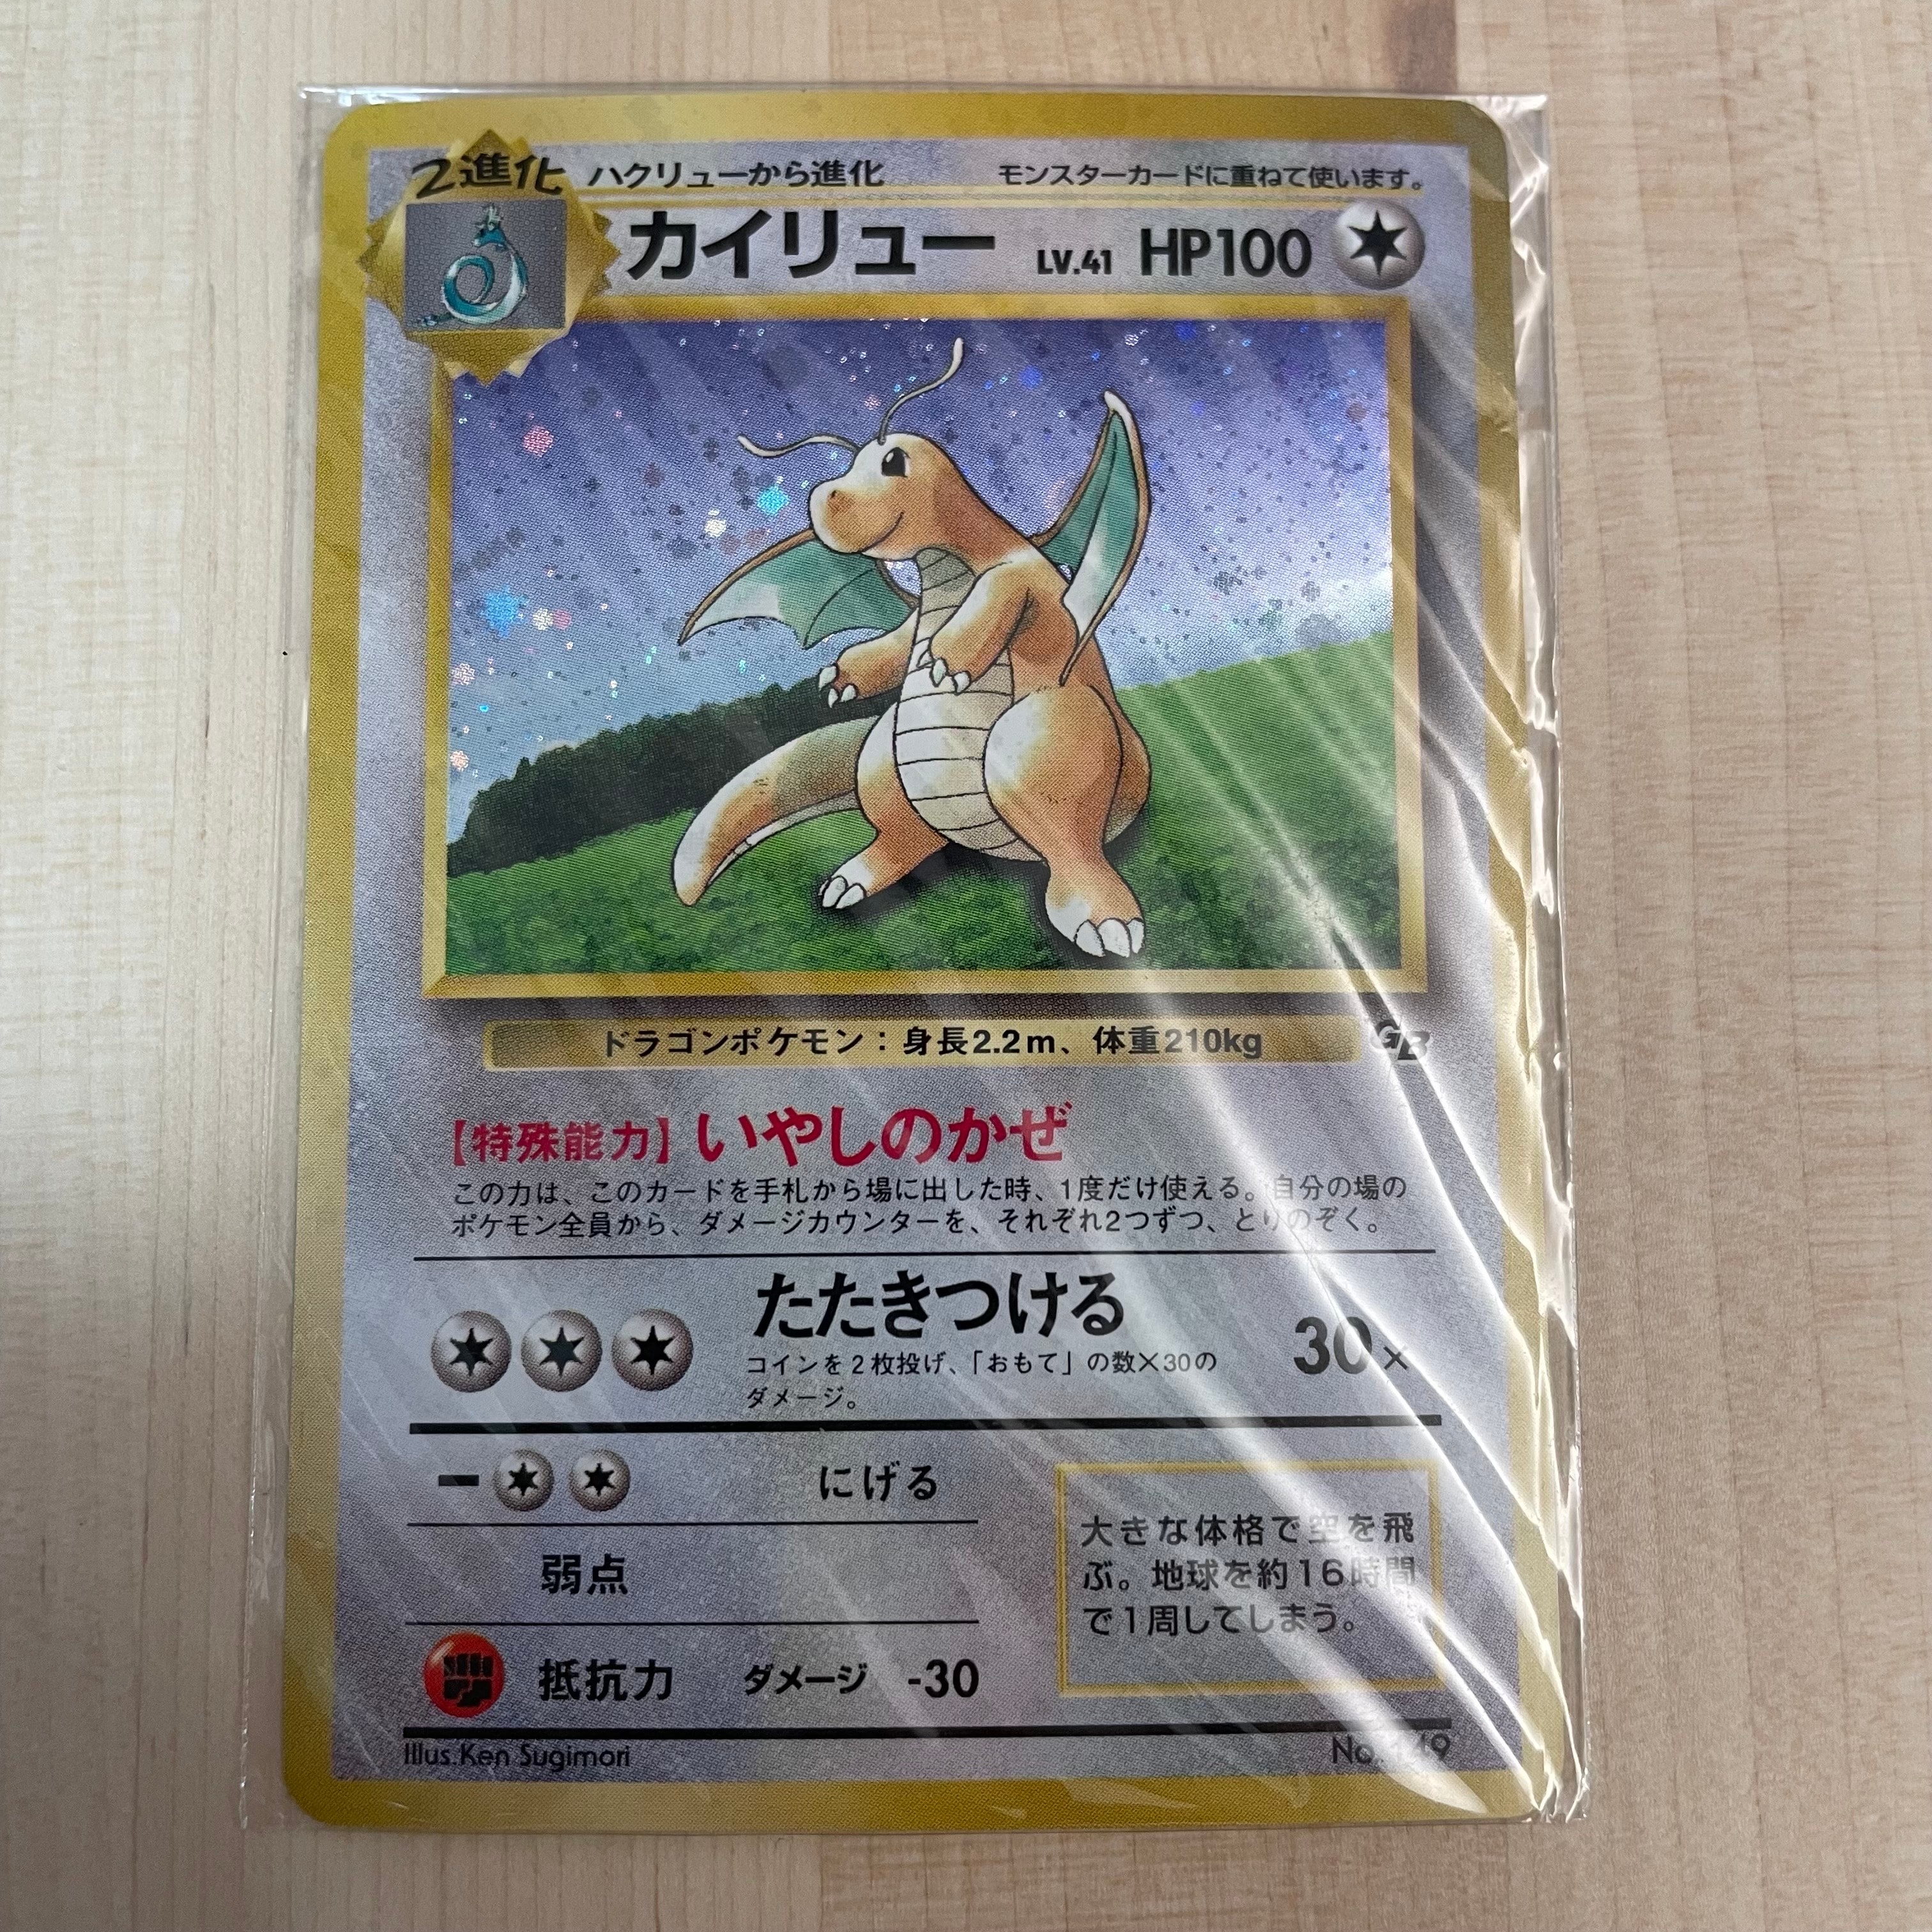 2進化 ハクリューから進化 モンスターカードに重ねて使います。
カイリュー LV.41 HP100
ドラゴンポケモン：身長2.2m、体重210kg GB
【特殊能力】いやしのかぜ
この力は、このカードを手札から場に出した時、1度だけ使える。自分の場の
ポケモン全員から、ダメージカウンターを、それぞれ2つずつ、とりのぞく。
たたきつける 30×
コインを2枚投げ、「おもて」の数×30の
ダメージ。
− にげる
弱点
抵抗力 ダメージ -30
大きな体格で空を飛
ぶ。地球を約16時間
で1周してしまう。
Illus.Ken Sugimori No.149